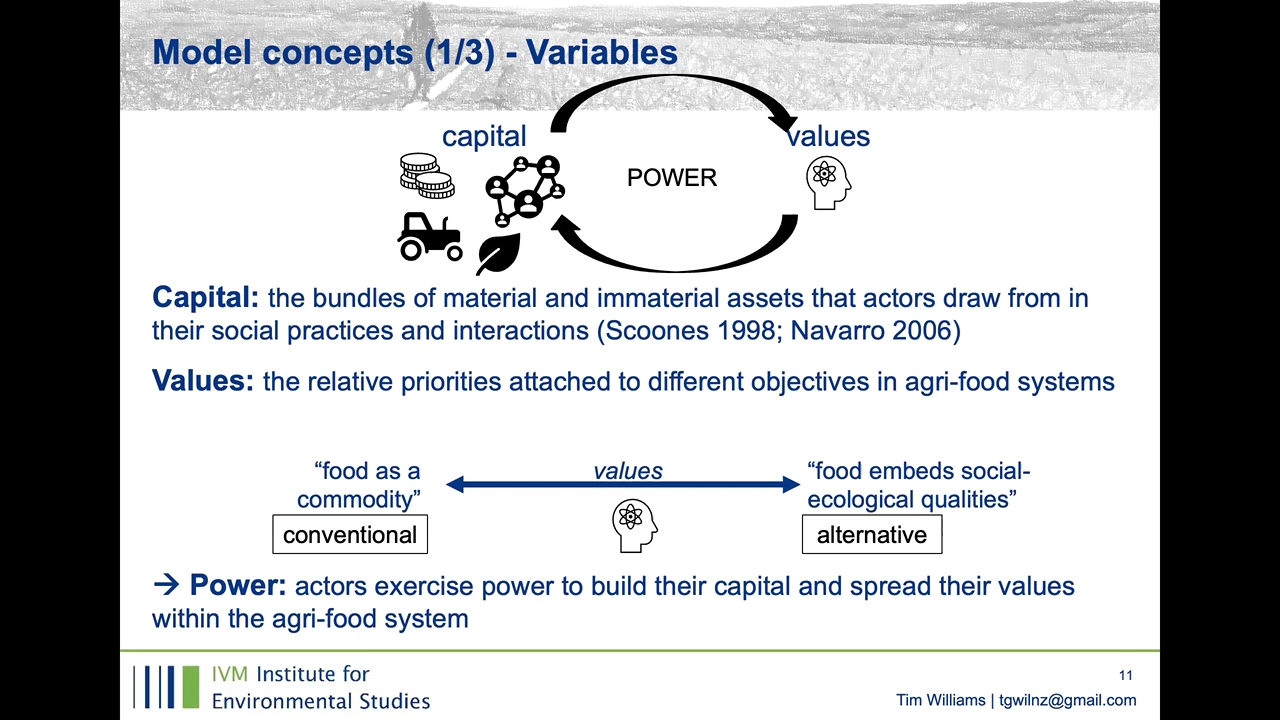 Model concepts (1/3) - Variables
capital
values
POWER
Capital: the bundles of material and immaterial assets that actors draw from in
their social practices and interactions (Scoones 1998; Navarro 2006)
Values: the relative priorities attached to different objectives in agri-food systems
“food as a
commodity”
conventional
values
“food embeds social-
ecological qualities”
alternative
→ Power: actors exercise power to build their capital and spread their values
within the agri-food system
IVM Institute for
Environmental Studies
11
Tim Williams | tgwilnz@gmail.com